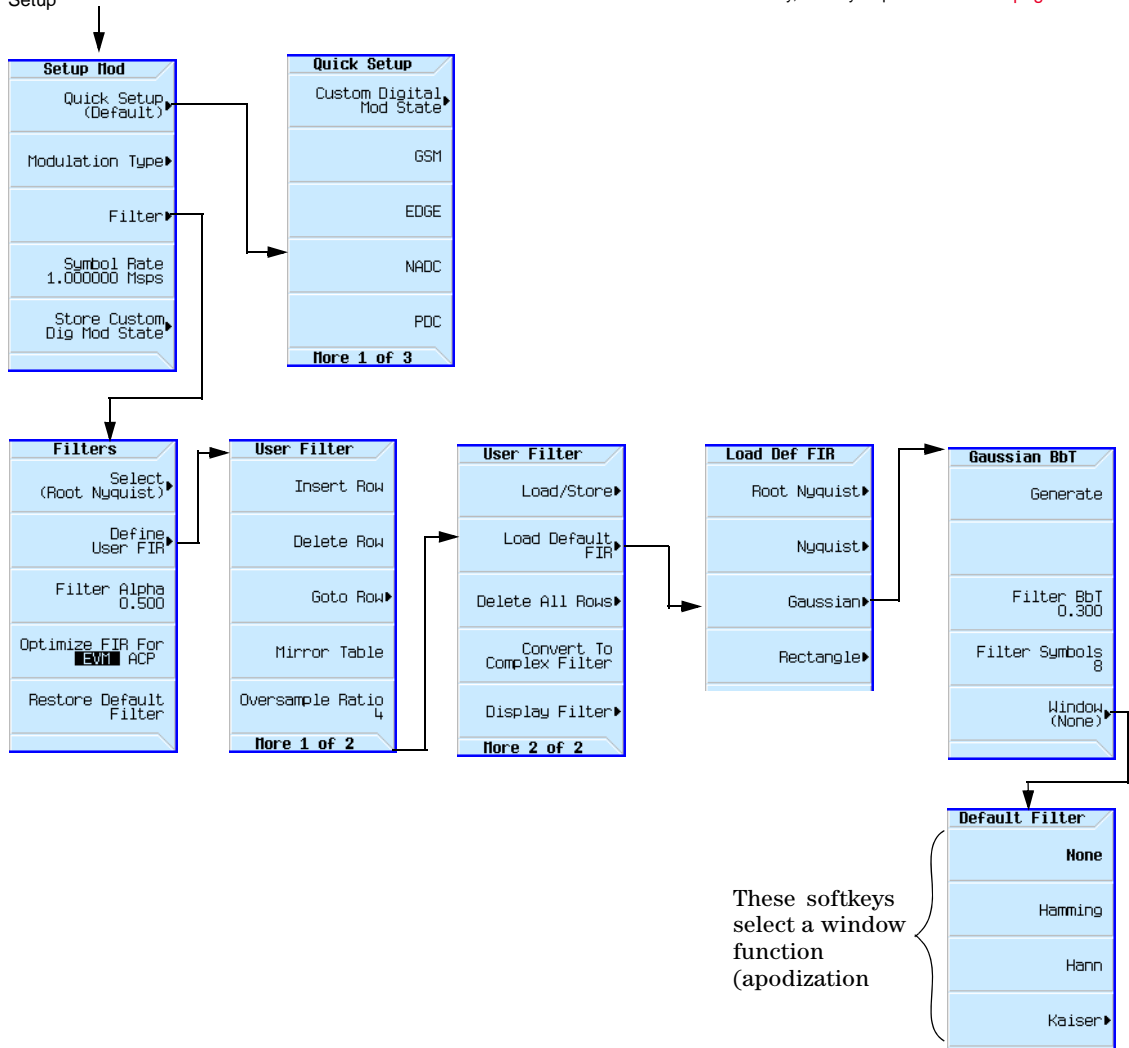 Setup
Setup Mod
Quick Setup
(Default)
Modulation Type
Filter
Symbol Rate
1.000000 Msps
Store Custom
Dig Mod State
Quick Setup
Custom Digital
Mod State
GSM
EDGE
NADC
PDC
More 1 of 3
Filters
Select
(Root Nyquist)
Define
User FIR
Filter Alpha
0.500
Optimize FIR For
EVM ACP
Restore Default
Filter
User Filter
Insert Row
Delete Row
Goto Row
Mirror Table
Oversample Ratio
4
More 1 of 2
User Filter
Load/Store
Load Default
FIR
Delete All Rows
Convert To
Complex Filter
Display Filter
More 2 of 2
Load Def FIR
Root Nyquist
Nyquist
Gaussian
Rectangle
Gaussian BbT
Generate
Filter BbT
0.300
Filter Symbols
8
Window
(None)
Default Filter
None
Hamming
Hann
Kaiser
These softkeys
select a window
function
(apodization